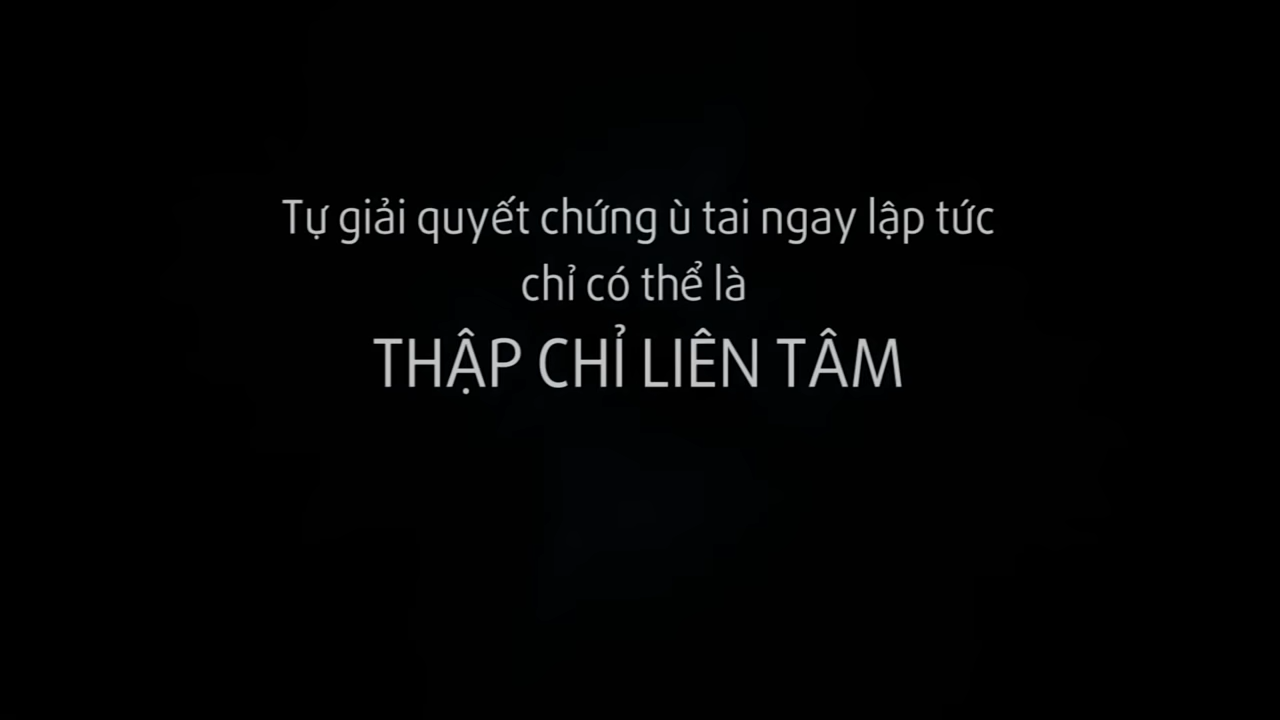 Tự giải quyết chứng ù tai ngay lập tức
chỉ có thể là
THẬP CHỈ LIÊN TÂM